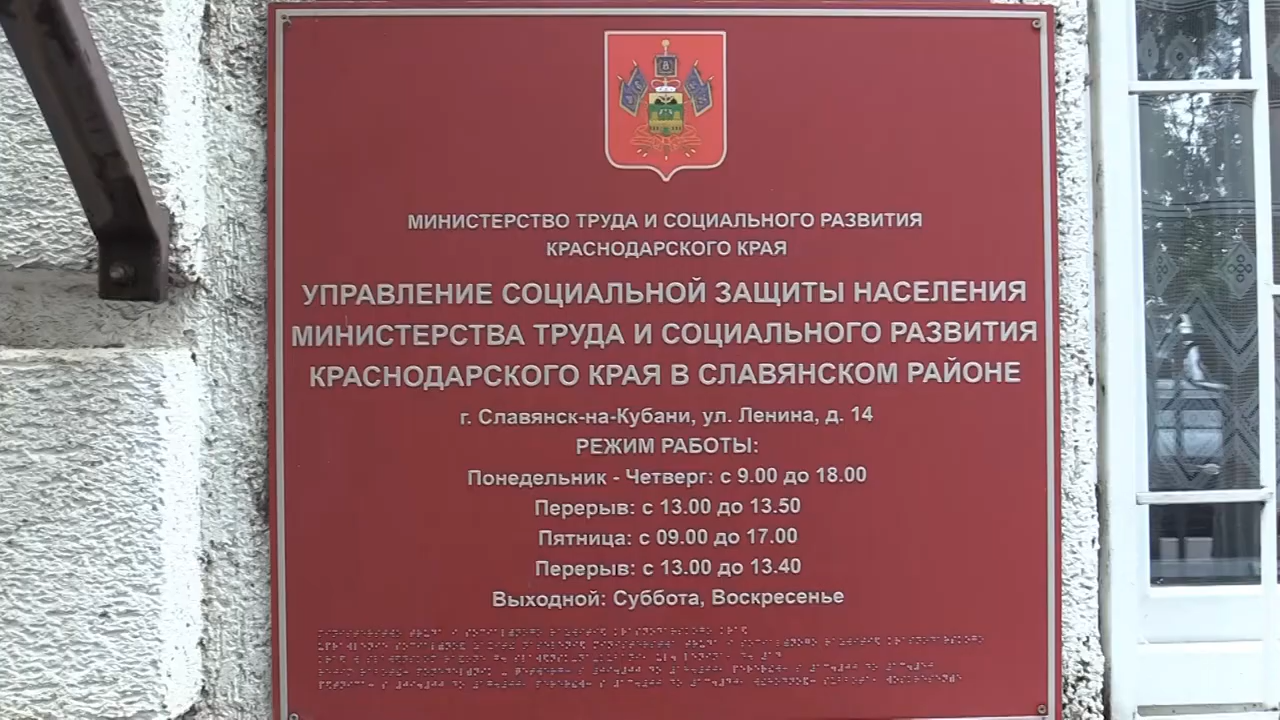 МИНИСТЕРСТВО ТРУДА И СОЦИАЛЬНОГО РАЗВИТИЯ
КРАСНОДАРСКОГО КРАЯ
УПРАВЛЕНИЕ СОЦИАЛЬНОЙ ЗАЩИТЫ НАСЕЛЕНИЯ
МИНИСТЕРСТВА ТРУДА И СОЦИАЛЬНОГО РАЗВИТИЯ
КРАСНОДАРСКОГО КРАЯ В СЛАВЯНСКОМ РАЙОНЕ
г. Славянск-на-Кубани, ул. Ленина, д. 14
РЕЖИМ РАБОТЫ:
Понедельник - Четверг: с 9.00 до 18.00
Перерыв: с 13.00 до 13.50
Пятница: с 09.00 до 17.00
Перерыв: с 13.00 до 13.40
Выходной: Суббота, Воскресенье